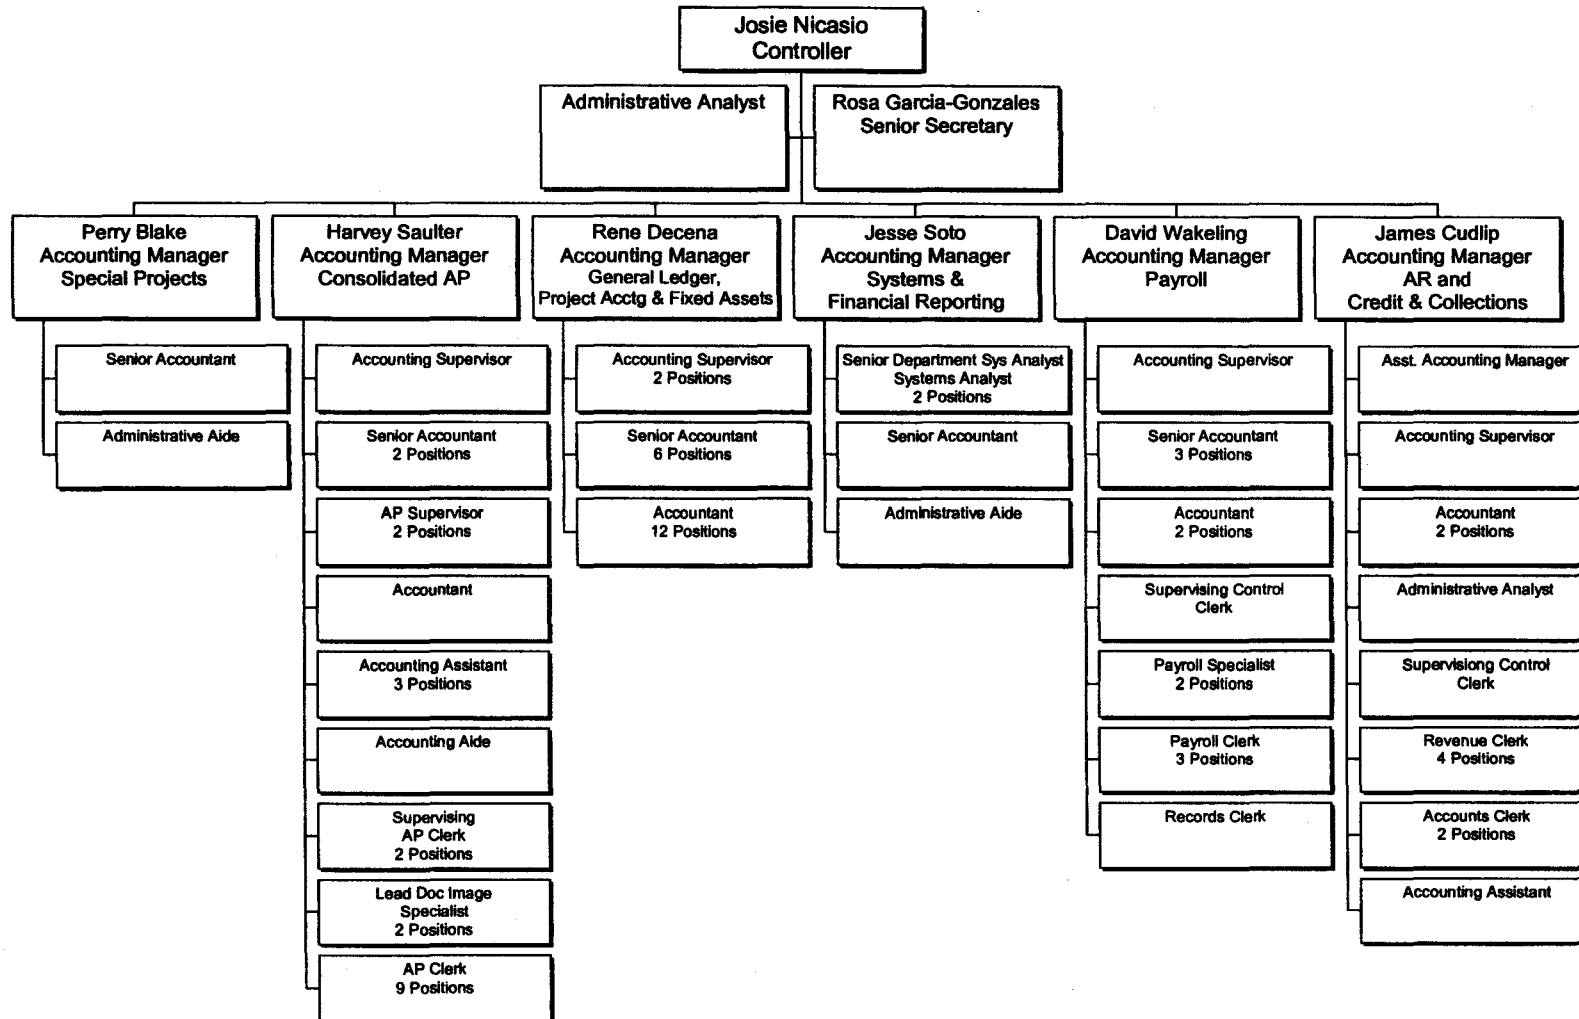 Josie Nicasio
Controller
Administrative Analyst
Rosa Garcia-Gonzales
Senior Secretary
Perry Blake
Accounting Manager
Special Projects
Harvey Saulter
Accounting Manager
Consolidated AP
Rene Decena
Accounting Manager
General Ledger,
Project Acctg & Fixed Assets
Jesse Soto
Accounting Manager
Systems &
Financial Reporting
David Wakeling
Accounting Manager
Payroll
James Cudlip
Accounting Manager
AR and
Credit & Collections
Senior Accountant
Administrative Aide
Accounting Supervisor
Senior Accountant
2 Positions
AP Supervisor
2 Positions
Accountant
Accounting Assistant
3 Positions
Accounting Aide
Supervising
AP Clerk
2 Positions
Lead Doc Image
Specialist
2 Positions
AP Clerk
9 Positions
Accounting Supervisor
2 Positions
Senior Accountant
6 Positions
Accountant
12 Positions
Senior Department Sys Analyst
Systems Analyst
2 Positions
Senior Accountant
Administrative Aide
Accounting Supervisor
Senior Accountant
3 Positions
Accountant
2 Positions
Supervising Control
Clerk
Payroll Specialist
2 Positions
Payroll Clerk
3 Positions
Records Clerk
Asst. Accounting Manager
Accounting Supervisor
Accountant
2 Positions
Administrative Analyst
Supervisiong Control
Clerk
Revenue Clerk
4 Positions
Accounts Clerk
2 Positions
Accounting Assistant